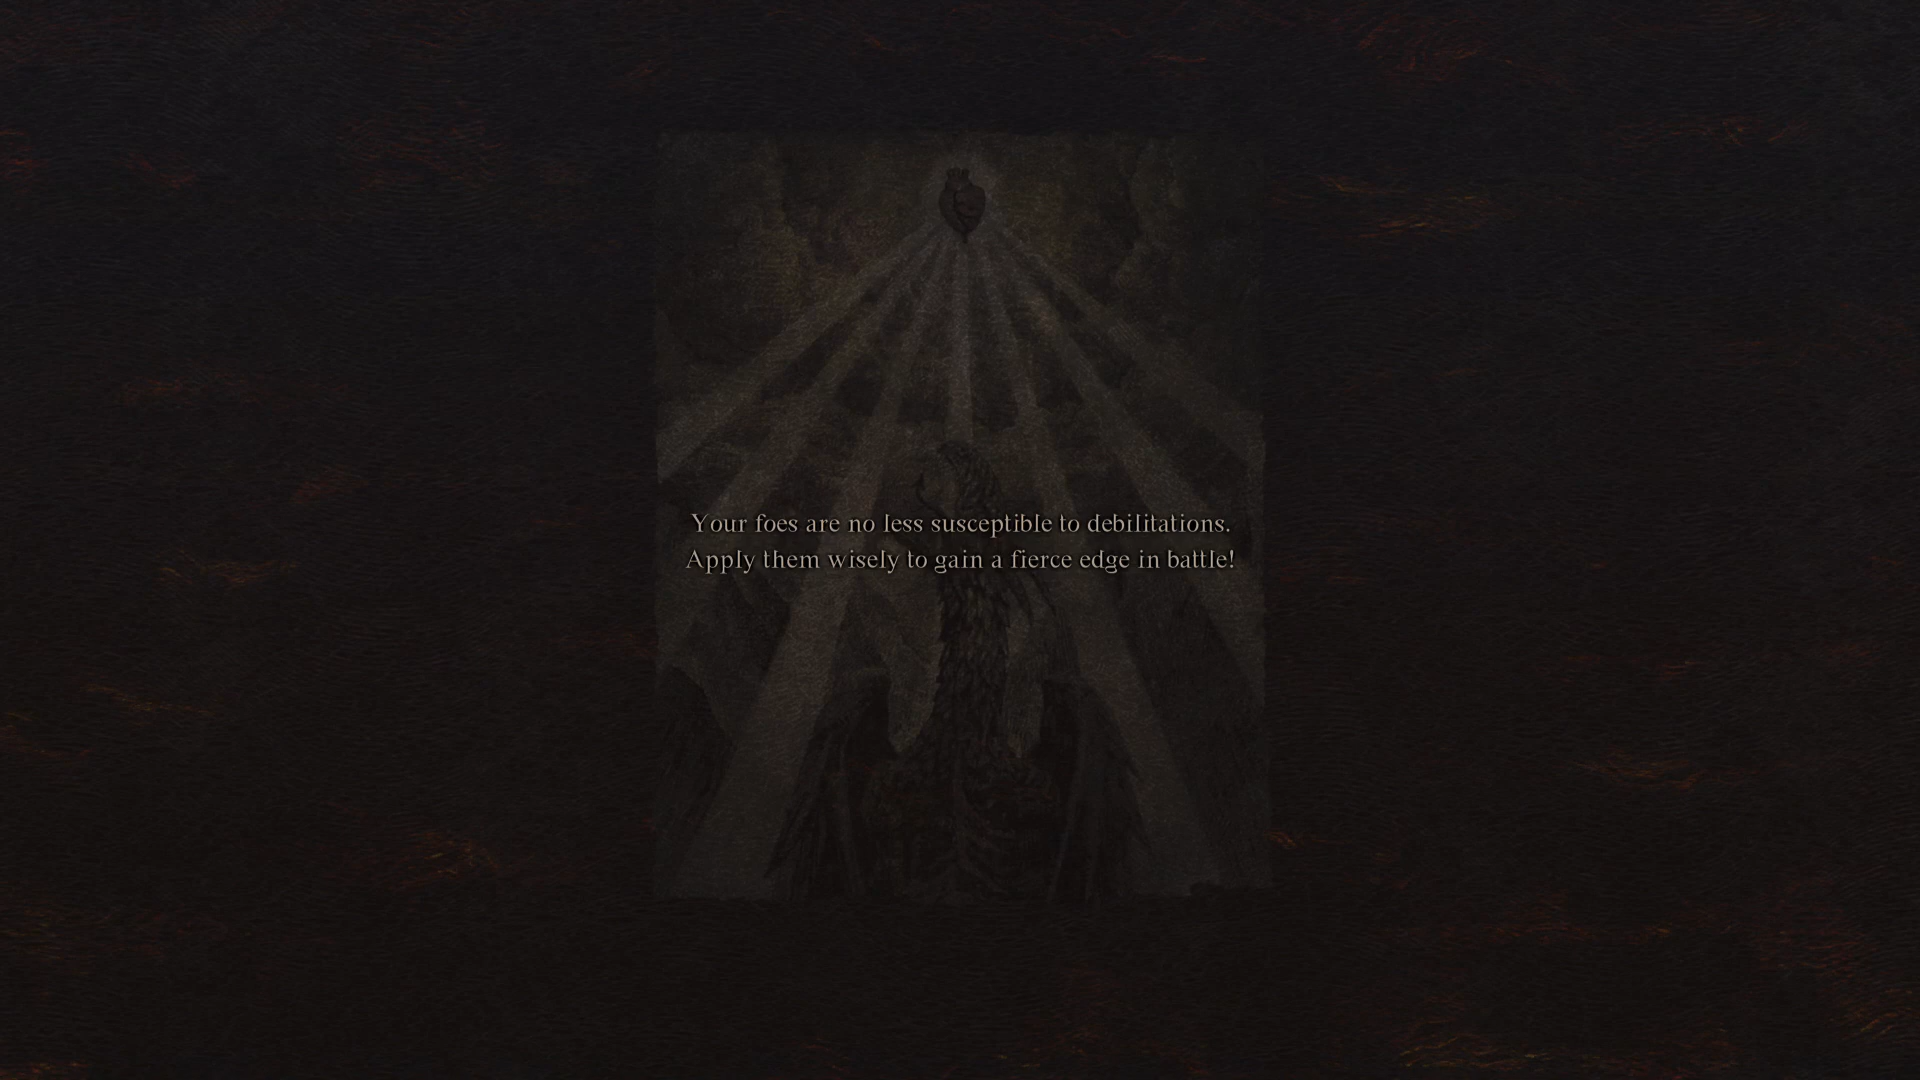 Your foes are no less susceptible to debilitations.
Apply them wisely to gain a fierce edge in battle!